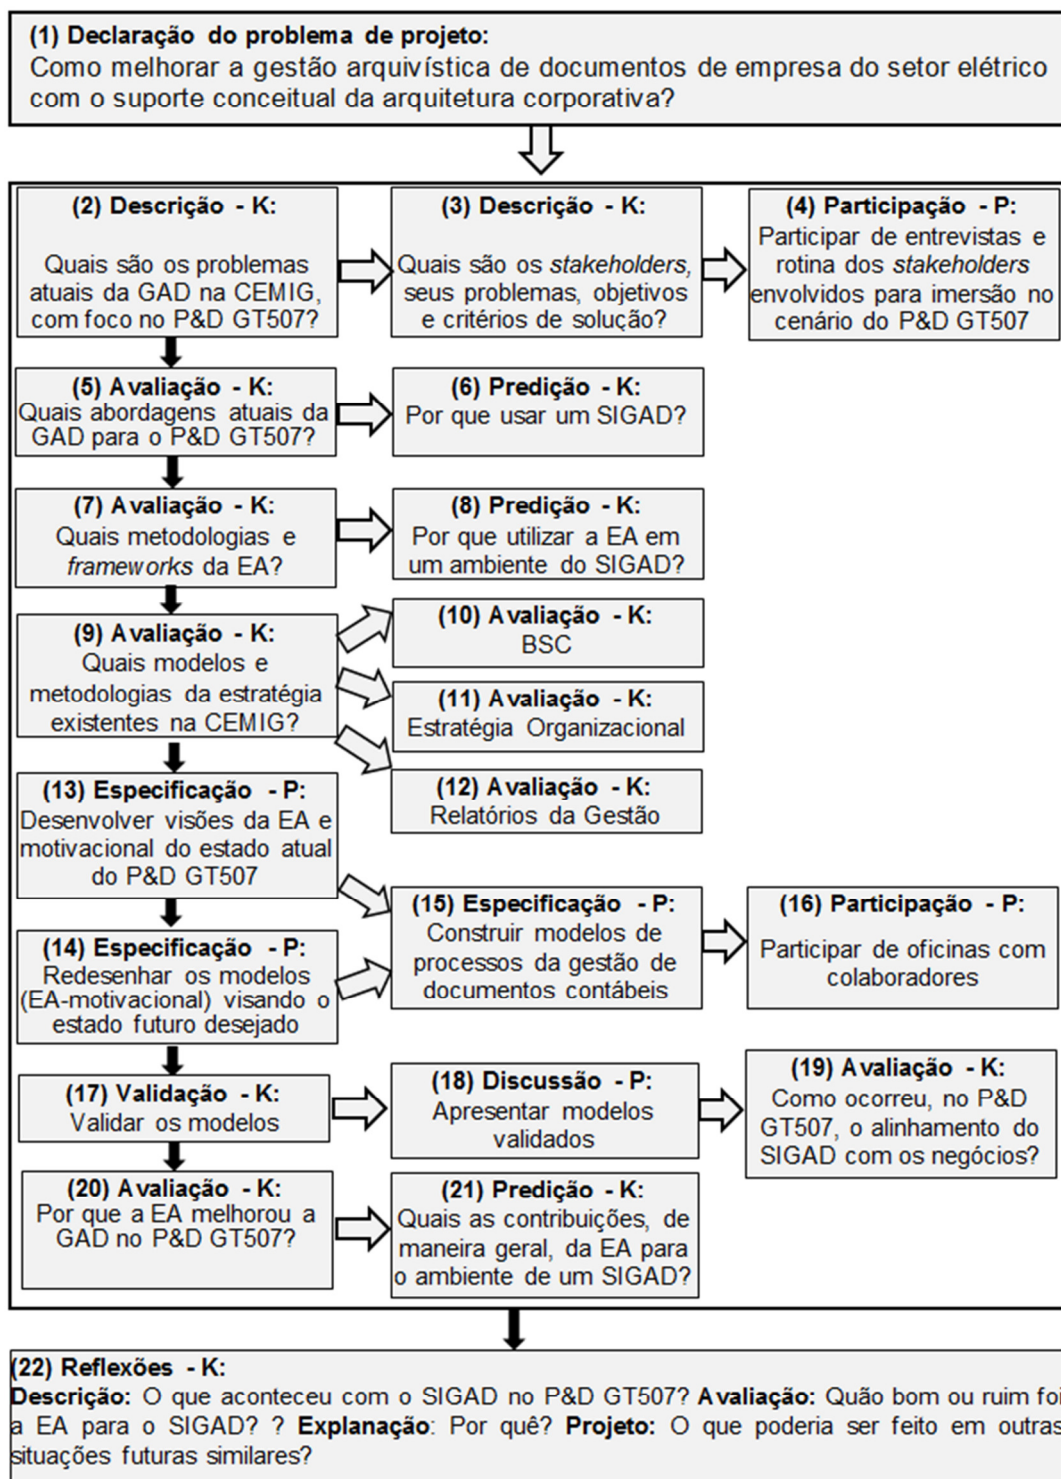 (1) Declaração do problema de projeto:
Como melhorar a gestão arquivística de documentos de empresa do setor elétrico
com o suporte conceitual da arquitetura corporativa?
(2) Descrição - K:
Quais são os problemas
atuais da GAD na CEMIG,
com foco no P&D GT507?
(3) Descrição - K:
Quais são os stakeholders,
seus problemas, objetivos
e critérios de solução?
(4) Participação - P:
Participar de entrevistas e
rotina dos stakeholders
envolvidos para imersão no
cenário do P&D GT507
(5) Avaliação - K:
Quais abordagens atuais da
GAD para o P&D GT507?
(6) Predição - K:
Por que usar um SIGAD?
(7) Avaliação - K:
Quais metodologias e
frameworks da EA?
(8) Predição - K:
Por que utilizar a EA em
um ambiente do SIGAD?
(9) Avaliação - K:
Quais modelos e
metodologias da estratégia
existentes na CEMIG?
(10) Avaliação - K:
BSC
(11) Avaliação - K:
Estratégia Organizacional
(12) Avaliação - K:
Relatórios da Gestão
(13) Especificação - P:
Desenvolver visões da EA e
motivacional do estado atual
do P&D GT507
(14) Especificação - P:
Redesenhar os modelos
(EA-motivacional) visando o
estado futuro desejado
(15) Especificação - P:
Construir modelos de
processos da gestão de
documentos contábeis
(16) Participação - P:
Participar de oficinas com
colaboradores
(17) Validação - K:
Validar os modelos
(18) Discussão - P:
Apresentar modelos
validados
(19) Avaliação - K:
Como ocorreu, no P&D
GT507, o alinhamento do
SIGAD com os negócios?
(20) Avaliação - K:
Por que a EA melhorou a
GAD no P&D GT507?
(21) Predição - K:
Quais as contribuições, de
maneira geral, da EA para
o ambiente de um SIGAD?
(22) Reflexões - K:
Descrição: O que aconteceu com o SIGAD no P&D GT507? Avaliação: Quão bom ou ruim foi
a EA para o SIGAD? ? Explanação: Por quê? Projeto: O que poderia ser feito em outras
situações futuras similares?